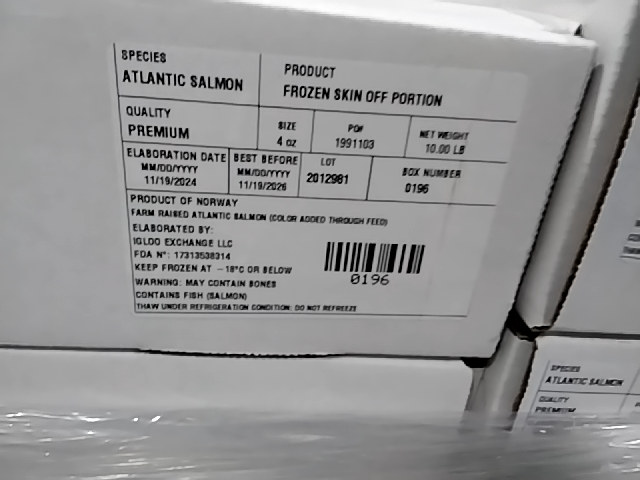 SPECIES
ATLANTIC SALMON
PRODUCT
FROZEN SKIN OFF PORTION
QUALITY
PREMIUM
SIZE
4 oz
PO#
1991103
NET WEIGHT
10.00 LB
ELABORATION DATE
MM/DD/YYYY
11/19/2024
BEST BEFORE
MM/DD/YYYY
11/19/2026
LOT
2012981
BOX NUMBER
0196
PRODUCT OF NORWAY
FARM RAISED ATLANTIC SALMON (COLOR ADDED THROUGH FEED)
ELABORATED BY:
IGLOO EXCHANGE LLC
FDA N°: 17313538314
KEEP FROZEN AT -18°C OR BELOW
WARNING: MAY CONTAIN BONES
CONTAINS FISH (SALMON)
THAW UNDER REFRIGERATION CONDITION: DO NOT REFREEZE
0196
SPECIES
ATLANTIC SALMON
QUALITY
PREMIUM